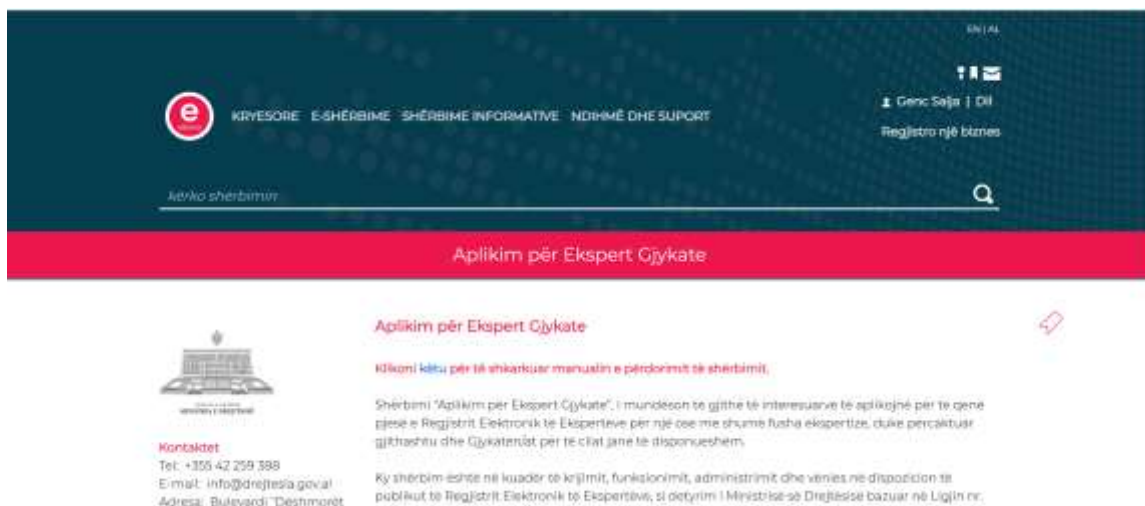 EN | AL
Genc Salja | Dil
Regjistro një biznes
e
KRYESORE E-SHËRBIME SHËRBIME INFORMATIVE NDIHMË DHE SUPORT
kërko shërbimin
Aplikim për Ekspert Gjykate
Aplikim për Ekspert Gjykate
Klikoni këtu për të shkarkuar manualin e përdorimit të shërbimit.
Shërbimi "Aplikim për Ekspert Gjykate", i mundëson të gjithë të interesuarve të aplikojnë për të qenë
pjesë e Regjistrit Elektronik të Ekspertëve për një ose më shumë fusha ekspertize, duke përcaktuar
gjithashtu dhe Gjykatën/at për të cilat janë të disponueshëm.
Ky shërbim është në kuadër të krijimit, funksionimit, administrimit dhe vënies në dispozicion të
publikut të Regjistrit Elektronik të Ekspertëve, si detyrim i Ministrisë së Drejtësisë bazuar në Ligjin nr.
Kontaktet
Tel: +355 42 259 388
E-mail: info@drejtesia.gov.al
Adresa: Bulevardi "Dëshmorët